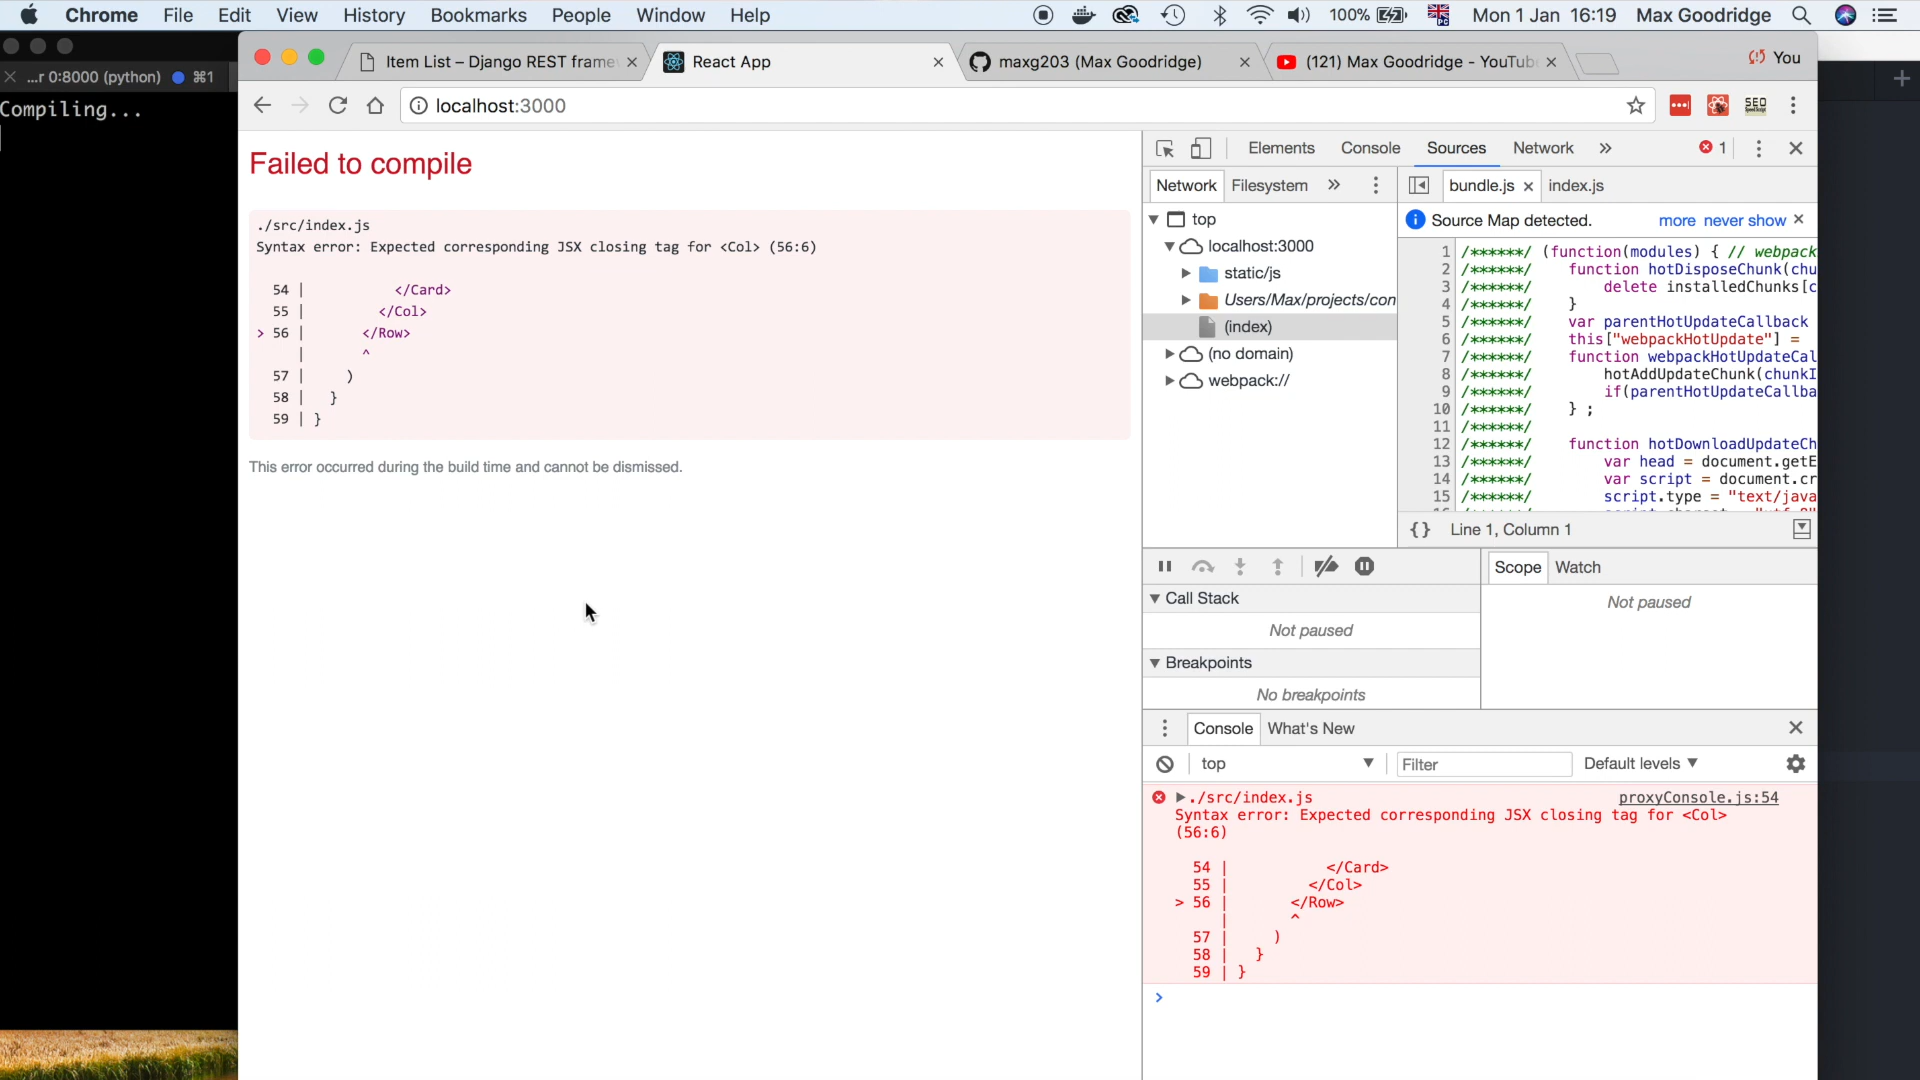 Chrome File Edit View History Bookmarks People Window Help 100% Mon 1 Jan 16:19 Max Goodridge
...r 0:8000 (python) ⌘1
Compiling...
Item List – Django REST frame
React App
maxg203 (Max Goodridge)
(121) Max Goodridge - YouTub
You
localhost:3000
SEO
Failed to compile
./src/index.js
Syntax error: Expected corresponding JSX closing tag for <Col> (56:6)
54 | </Card>
55 | </Col>
> 56 | </Row>
| ^
57 | )
58 | }
59 | }
This error occurred during the build time and cannot be dismissed.
Elements Console Sources Network » 1
Network Filesystem »
top
localhost:3000
static/js
Users/Max/projects/con
(index)
(no domain)
webpack://
bundle.js index.js
Source Map detected. more never show
1 /******/ (function(modules) { // webpack
2 /******/ function hotDisposeChunk(chu
3 /******/ delete installedChunks[c
4 /******/ }
5 /******/ var parentHotUpdateCallback
6 /******/ this["webpackHotUpdate"] =
7 /******/ function webpackHotUpdateCal
8 /******/ hotAddUpdateChunk(chunkI
9 /******/ if(parentHotUpdateCallba
10 /******/ } ;
11 /******/
12 /******/ function hotDownloadUpdateCh
13 /******/ var head = document.getE
14 /******/ var script = document.cr
15 /******/ script.type = "text/java
{} Line 1, Column 1
Call Stack
Not paused
Breakpoints
No breakpoints
Scope Watch
Not paused
Console What's New
top Filter Default levels
./src/index.js proxyConsole.js:54
Syntax error: Expected corresponding JSX closing tag for <Col>
(56:6)
54 | </Card>
55 | </Col>
> 56 | </Row>
| ^
57 | )
58 | }
59 | }